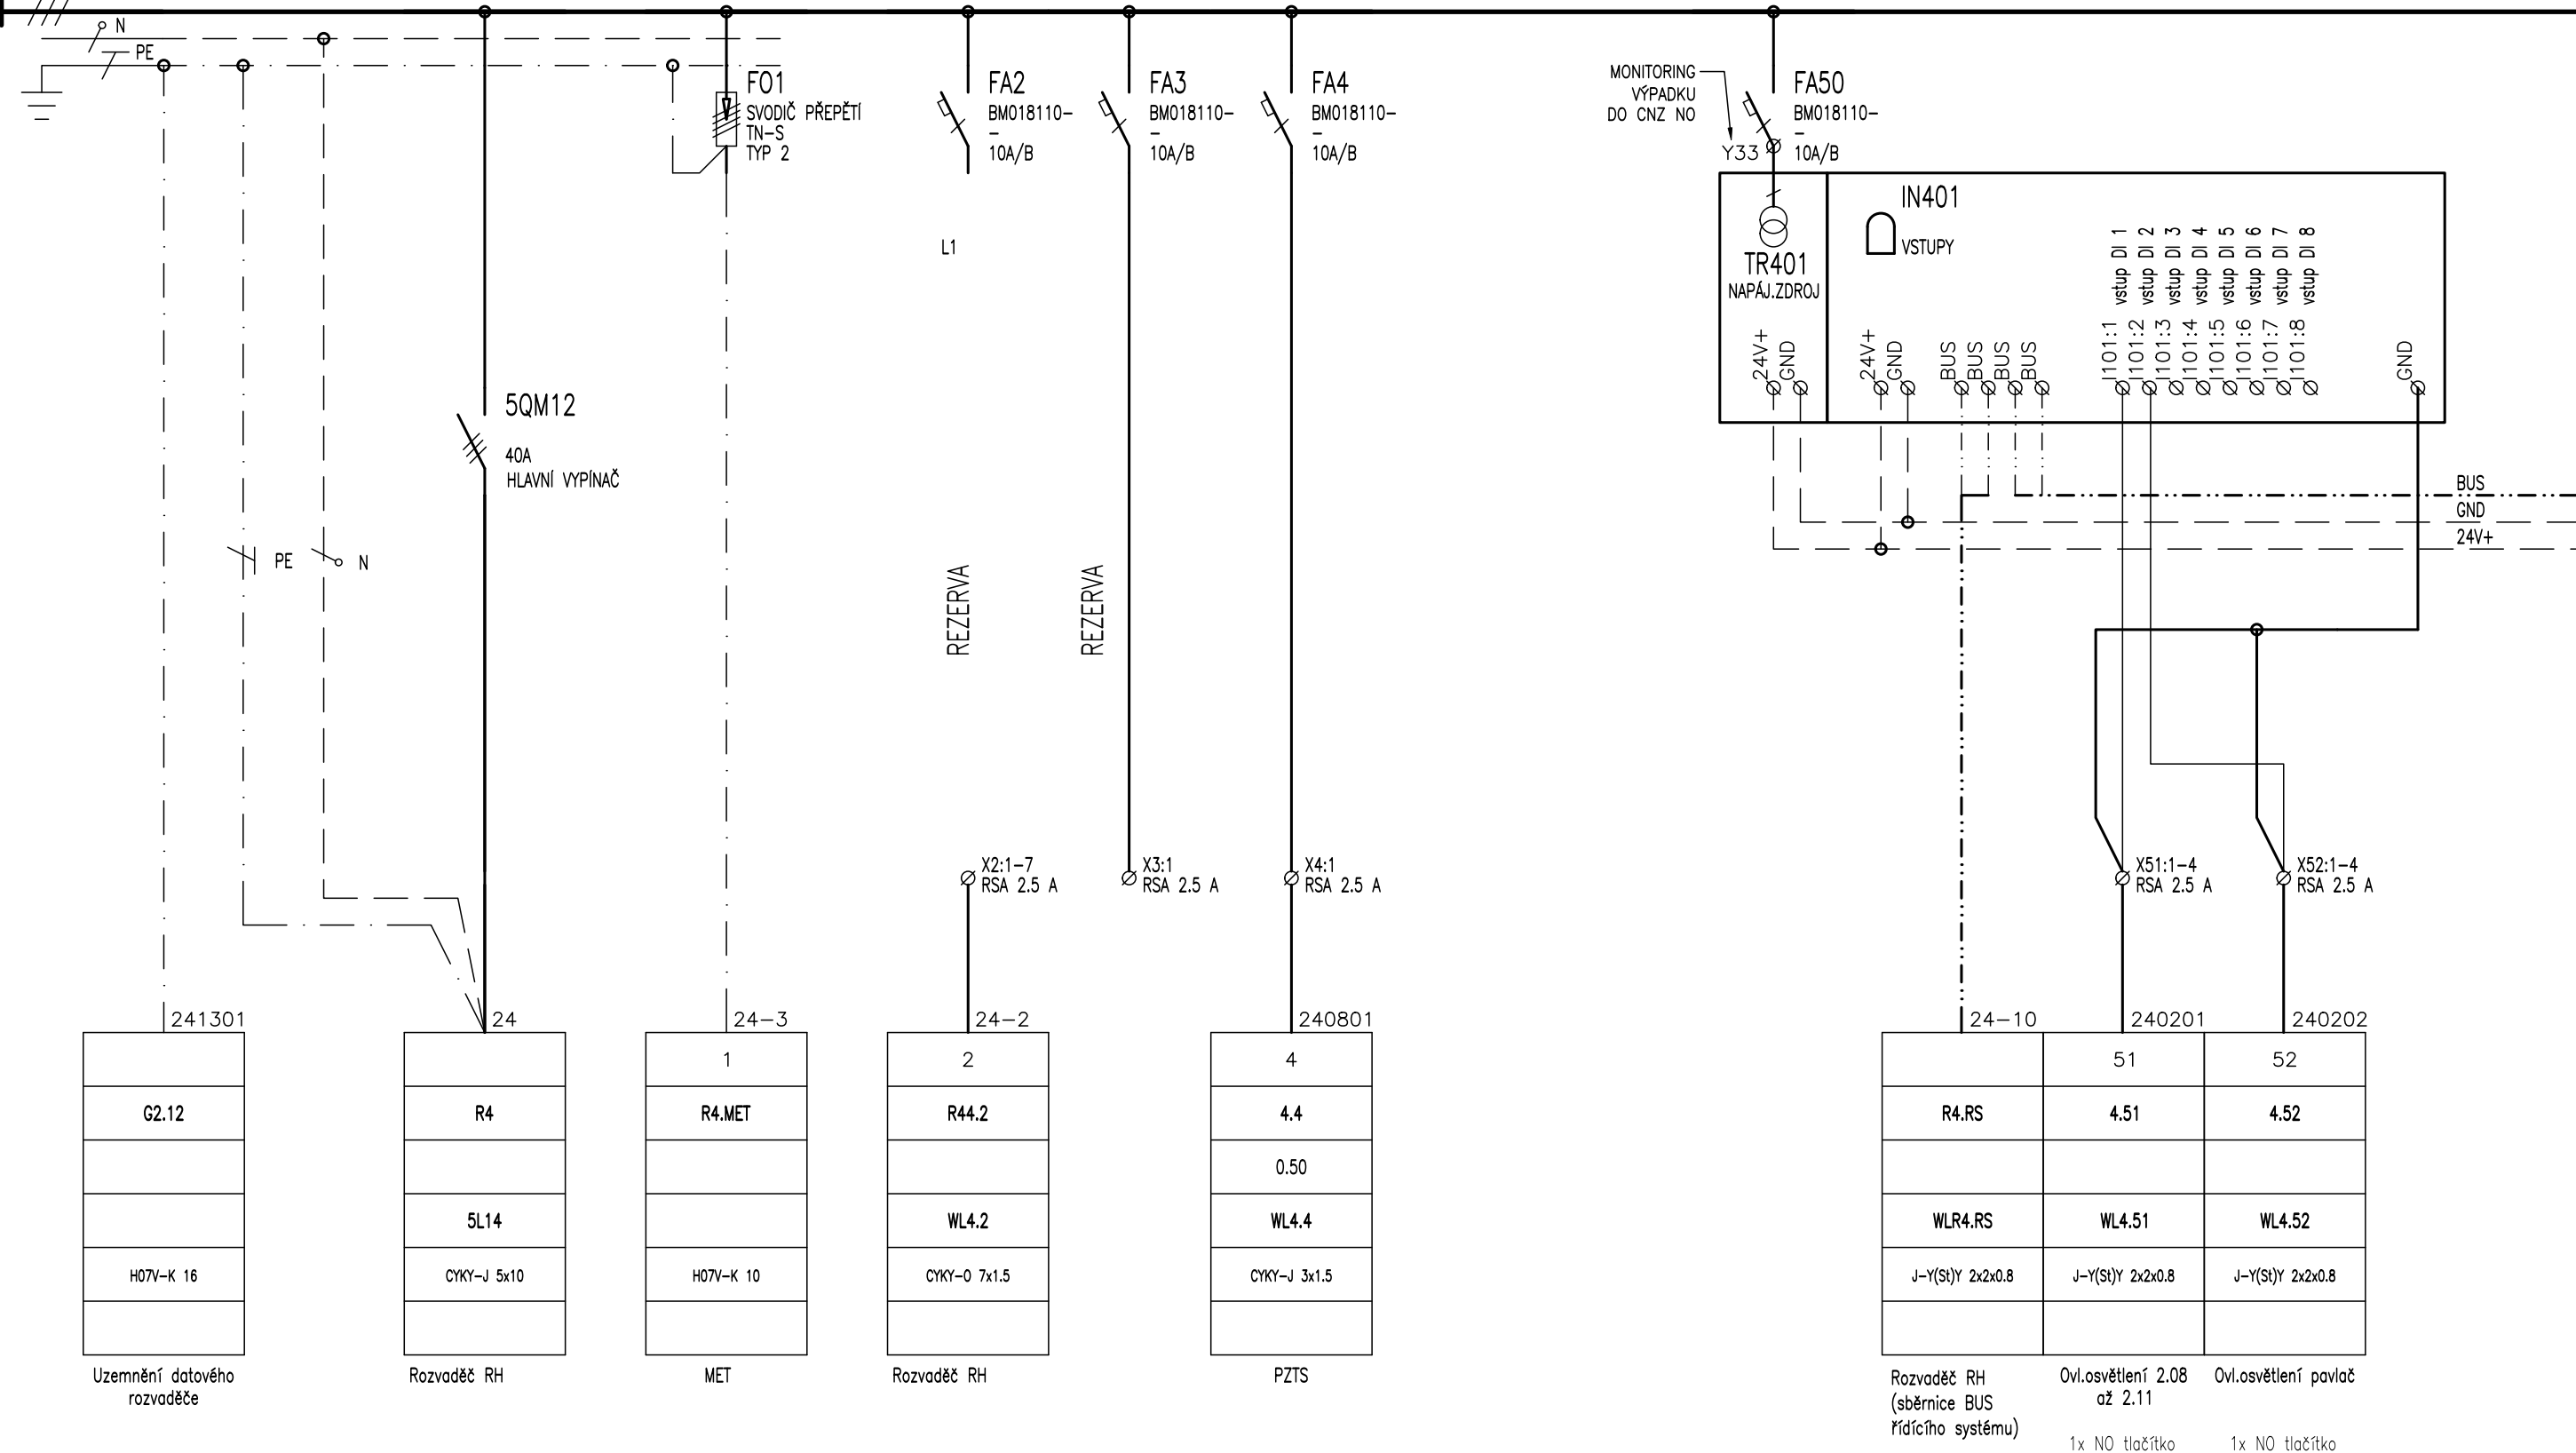 N
PE
FO1
SVODIČ PŘEPĚTÍ
TN-S
TYP 2
FA2
BM018110-
-
10A/B
L1
FA3
BM018110-
-
10A/B
FA4
BM018110-
-
10A/B
MONITORING
VÝPADKU
DO CNZ NO
Y33
FA50
BM018110-
-
10A/B
TR401
NAPÁJ.ZDROJ
24V+
GND
IN401
VSTUPY
24V+
GND
BUS
BUS
BUS
BUS
I101:1 vstup DI 1
I101:2 vstup DI 2
I101:3 vstup DI 3
I101:4 vstup DI 4
I101:5 vstup DI 5
I101:6 vstup DI 6
I101:7 vstup DI 7
I101:8 vstup DI 8
GND
BUS
GND
24V+
5QM12
40A
HLAVNÍ VYPÍNAČ
PE
N
REZERVA
REZERVA
X2:1-7
RSA 2.5 A
X3:1
RSA 2.5 A
X4:1
RSA 2.5 A
X51:1-4
RSA 2.5 A
X52:1-4
RSA 2.5 A
241301
G2.12
H07V-K 16
Uzemnění datového
rozvaděče
24
R4
5L14
CYKY-J 5x10
Rozvaděč RH
24-3
1
R4.MET
H07V-K 10
MET
24-2
2
R44.2
WL4.2
CYKY-O 7x1.5
Rozvaděč RH
240801
4
4.4
0.50
WL4.4
CYKY-J 3x1.5
PZTS
24-10
R4.RS
WLR4.RS
J-Y(St)Y 2x2x0.8
Rozvaděč RH
(sběrnice BUS
řídícího systému)
240201
51
4.51
WL4.51
J-Y(St)Y 2x2x0.8
Ovl.osvětlení 2.08
až 2.11
1x NO tlačítko
240202
52
4.52
WL4.52
J-Y(St)Y 2x2x0.8
Ovl.osvětlení pavlač
1x NO tlačítko